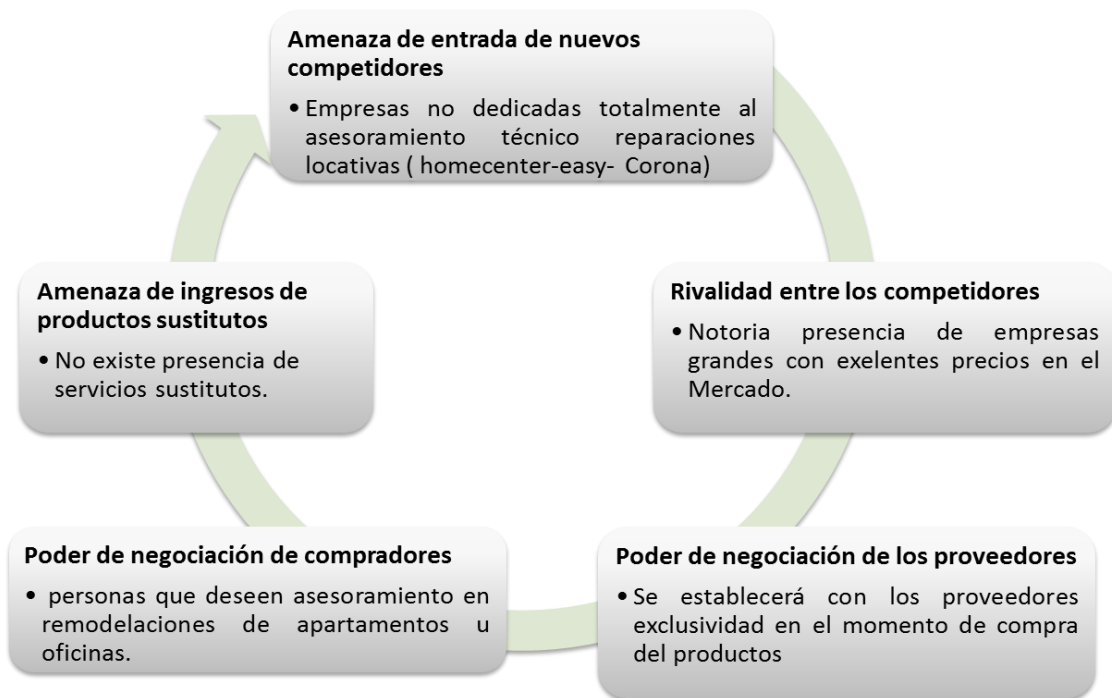 Amenaza de entrada de nuevos
competidores
• Empresas no dedicadas totalmente al
asesoramiento técnico reparaciones
locativas ( homecenter-easy- Corona)
Rivalidad entre los competidores
• Notoria presencia de empresas
grandes con exelentes precios en el
Mercado.
Poder de negociación de los proveedores
• Se establecerá con los proveedores
exclusividad en el momento de compra
del productos
Poder de negociación de compradores
• personas que deseen asesoramiento en
remodelaciones de apartamentos u
oficinas.
Amenaza de ingresos de
productos sustitutos
• No existe presencia de
servicios sustitutos.